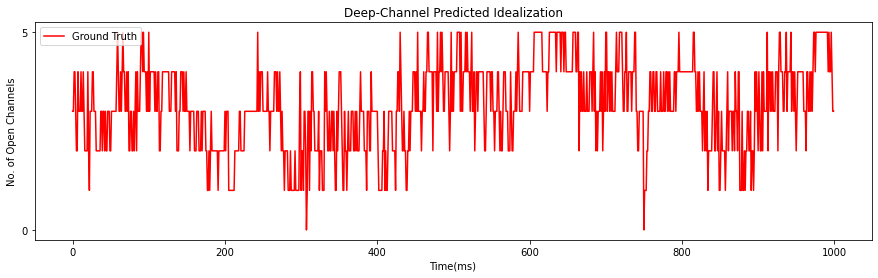 Deep-Channel Predicted Idealization
Ground Truth
5
0
No. of Open Channels
0 200 400 600 800 1000
Time(ms)